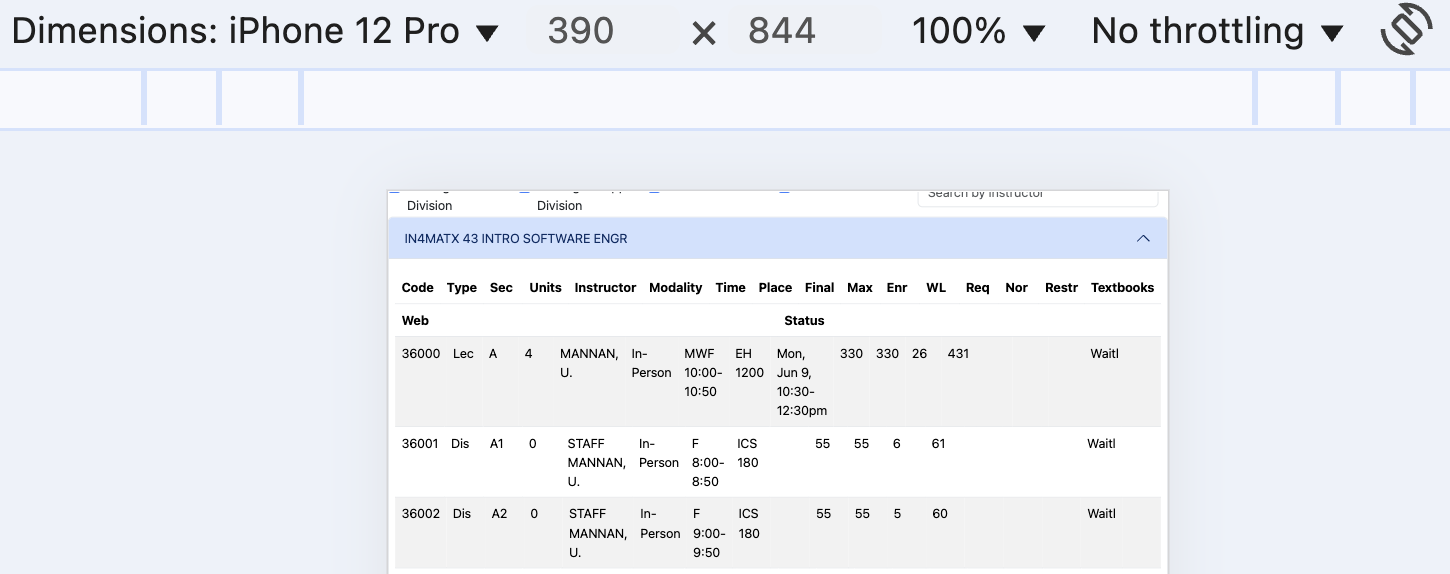 Dimensions: iPhone 12 Pro 390 × 844 100% No throttling
Search by instructor
Division Division
IN4MATX 43 INTRO SOFTWARE ENGR
Code Type Sec Units Instructor Modality Time Place Final Max Enr WL Req Nor Restr Textbooks
Web Status
36000 Lec A 4 MANNAN, In- MWF EH Mon, 330 330 26 431 Waitl
U. Person 10:00- 1200 Jun 9,
10:50 10:30-
12:30pm
36001 Dis A1 0 STAFF In- F ICS 55 55 6 61 Waitl
MANNAN, Person 8:00- 180
U. 8:50
36002 Dis A2 0 STAFF In- F ICS 55 55 5 60 Waitl
MANNAN, Person 9:00- 180
U. 9:50